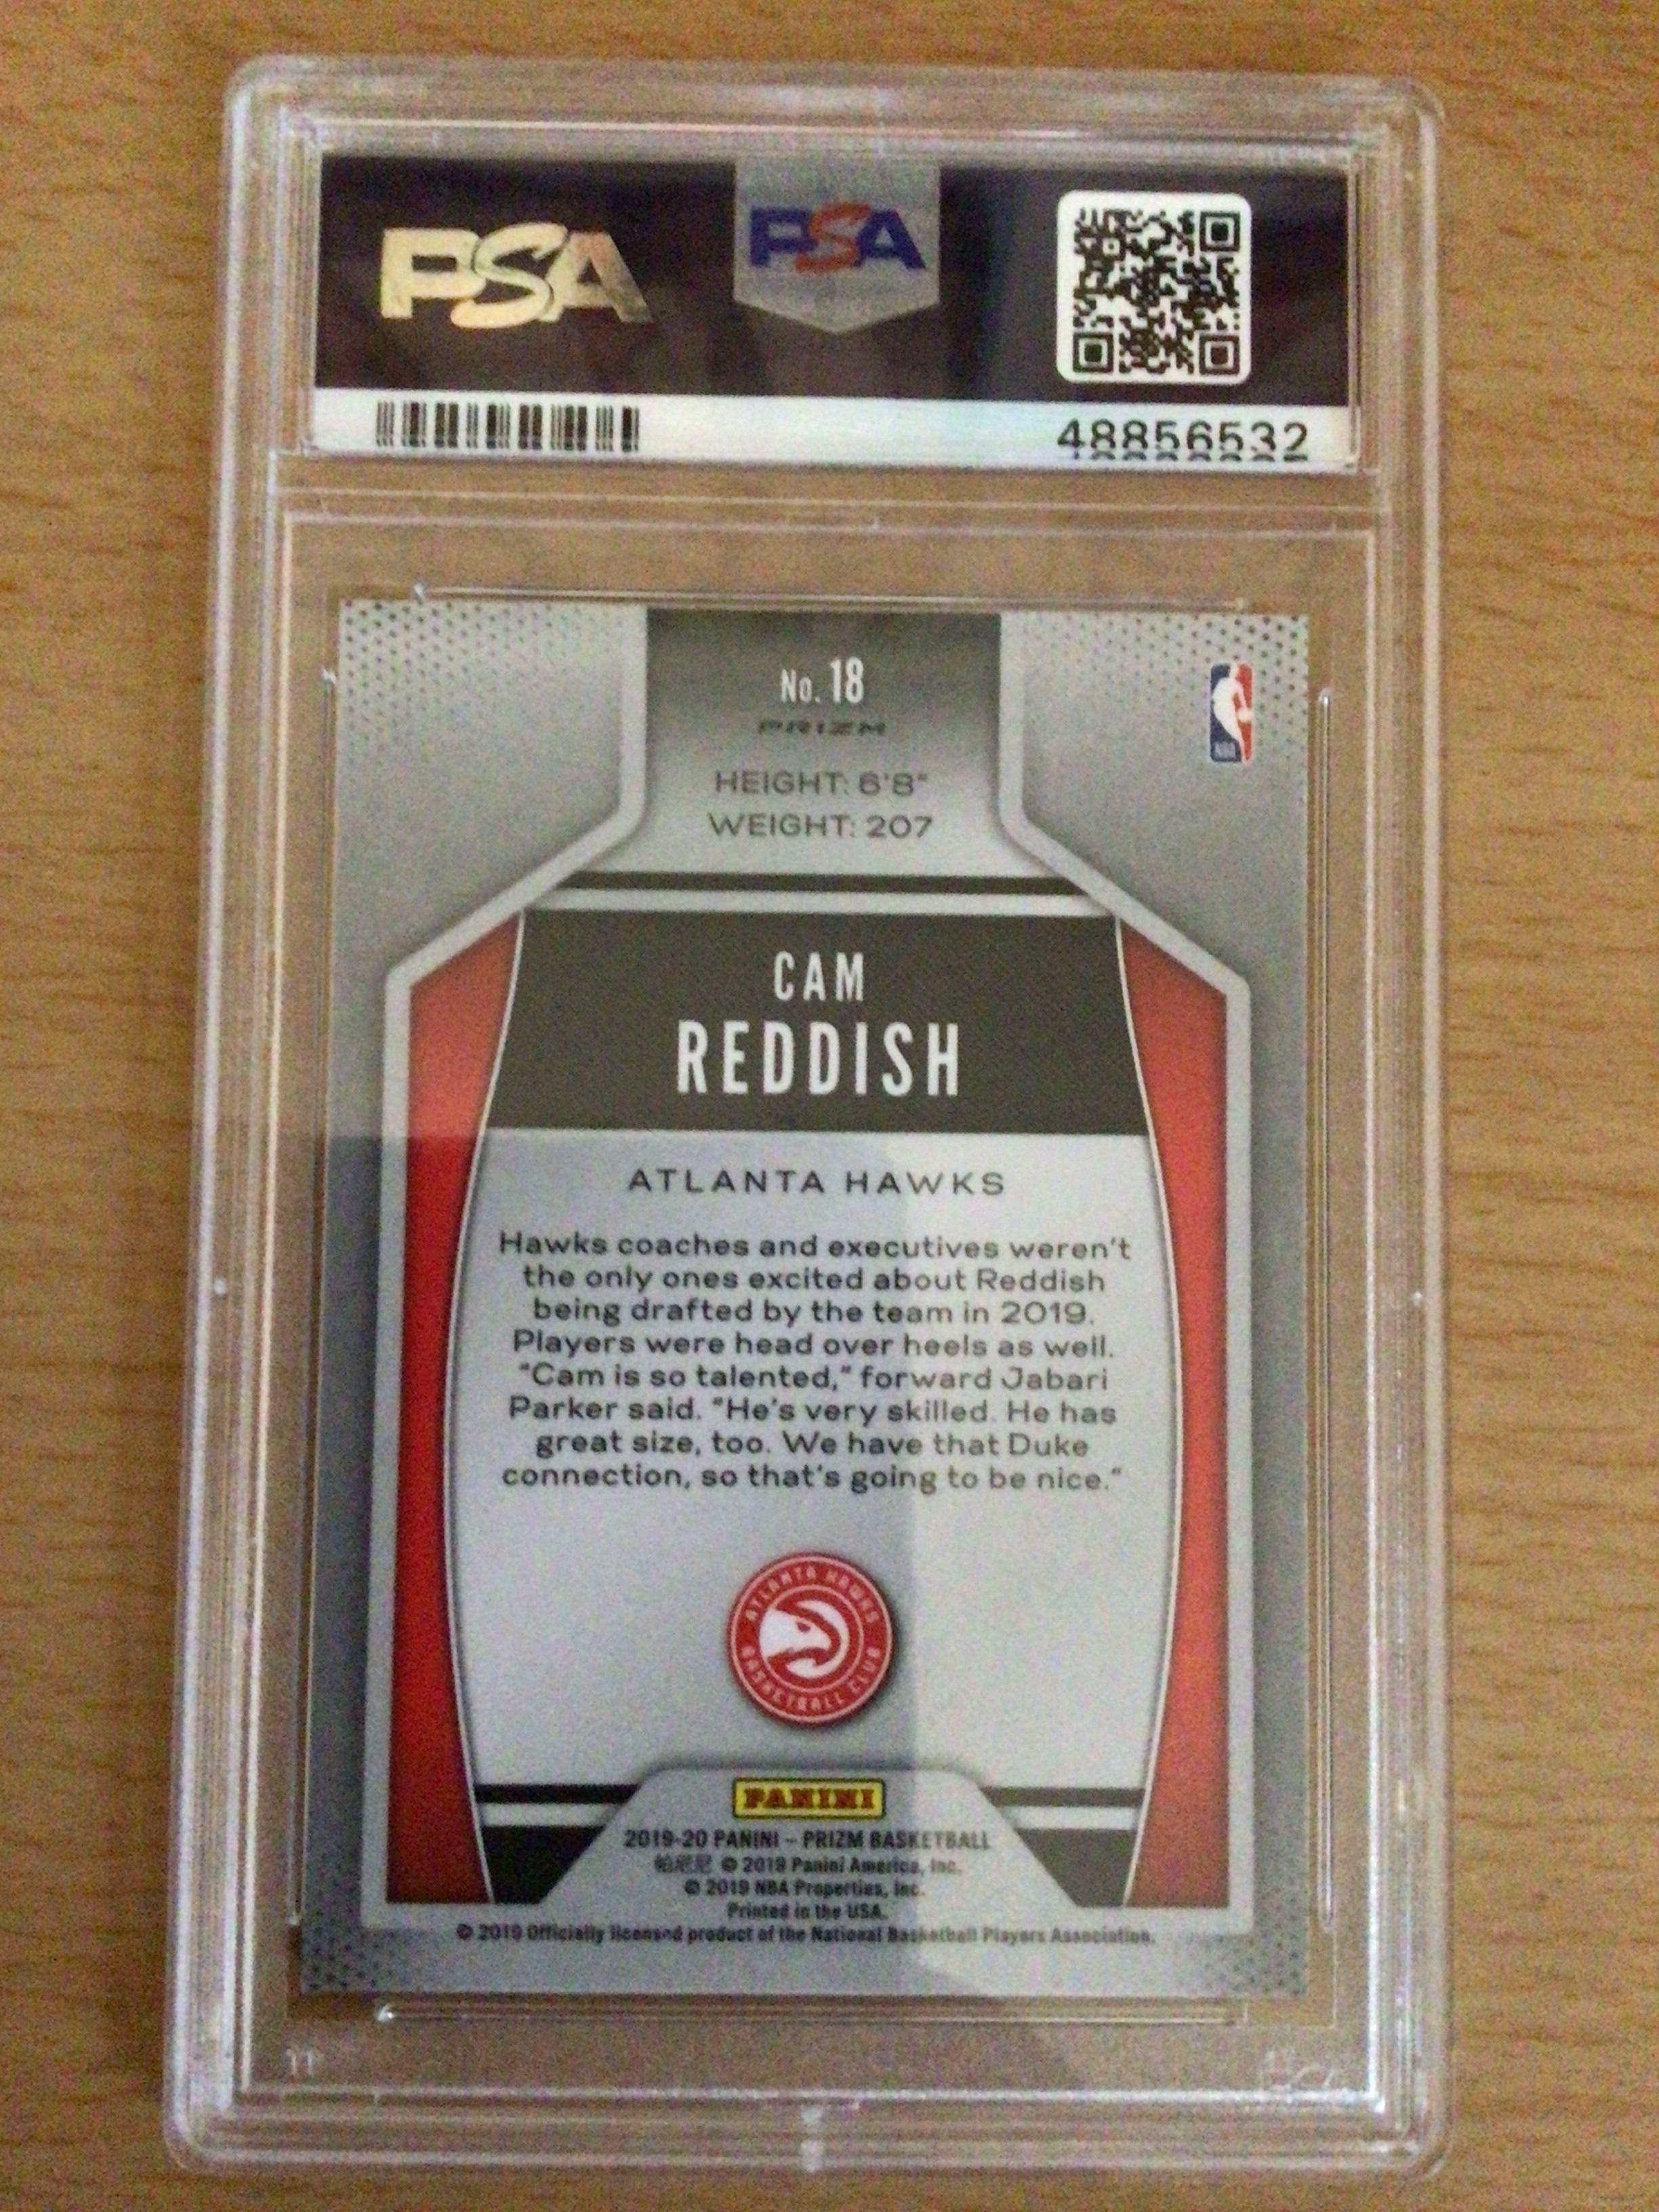 PSA
PSA
48856532
No. 18
PRIZM
NBA
HEIGHT: 6'8"
WEIGHT: 207
CAM
REDDISH
ATLANTA HAWKS
Hawks coaches and executives weren't
the only ones excited about Reddish
being drafted by the team in 2019.
Players were head over heels as well.
"Cam is so talented," forward Jabari
Parker said. "He's very skilled. He has
great size, too. We have that Duke
connection, so that's going to be nice."
ATLANTA HAWKS
BASKETBALL CLUB
PANINI
2019-20 PANINI – PRIZM BASKETBALL
帕尼尼 © 2019 Panini America, Inc.
© 2019 NBA Properties, Inc.
Printed in the USA.
© 2019 Officially licensed product of the National Basketball Players Association.